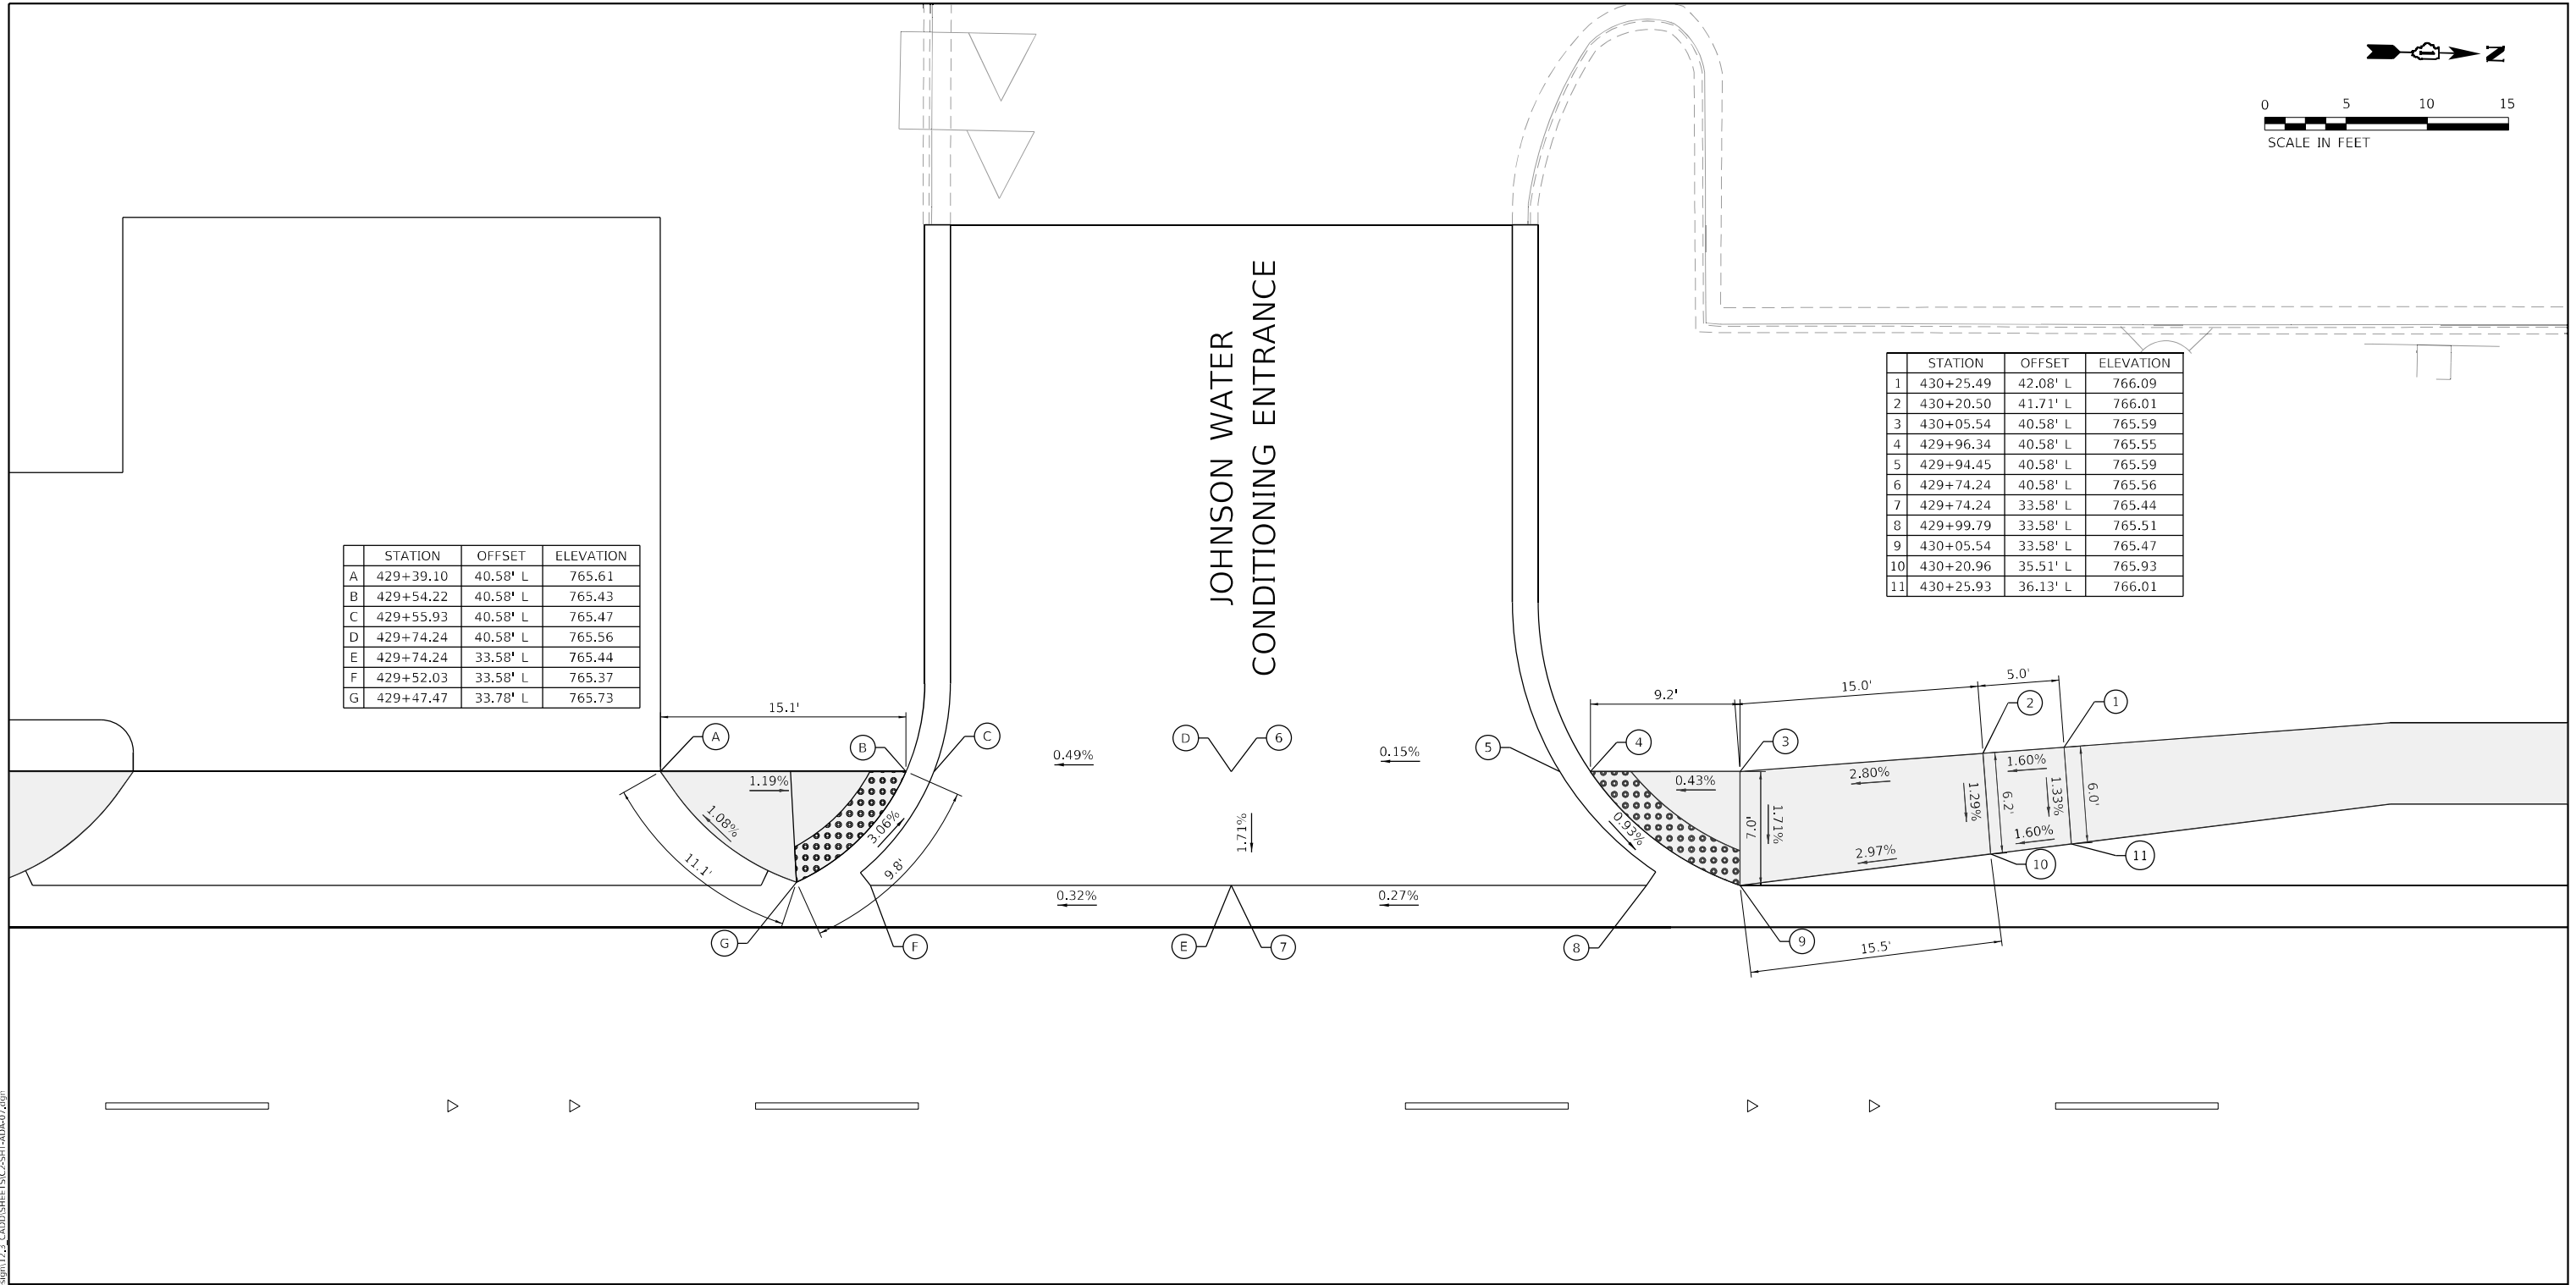 N
0 5 10 15
SCALE IN FEET
JOHNSON WATER
CONDITIONING ENTRANCE
STATION OFFSET ELEVATION
1 430+25.49 42.08' L 766.09
2 430+20.50 41.71' L 766.01
3 430+05.54 40.58' L 765.59
4 429+96.34 40.58' L 765.55
5 429+94.45 40.58' L 765.59
6 429+74.24 40.58' L 765.56
7 429+74.24 33.58' L 765.44
8 429+99.79 33.58' L 765.51
9 430+05.54 33.58' L 765.47
10 430+20.96 35.51' L 765.93
11 430+25.93 36.13' L 766.01
STATION OFFSET ELEVATION
A 429+39.10 40.58' L 765.61
B 429+54.22 40.58' L 765.43
C 429+55.93 40.58' L 765.47
D 429+74.24 40.58' L 765.56
E 429+74.24 33.58' L 765.44
F 429+52.03 33.58' L 765.37
G 429+47.47 33.78' L 765.73
15.1'
A
B
C
1.19%
1.08%
3.06%
11.1'
9.8'
G
F
0.49%
D
6
0.15%
1.71%
0.32%
0.27%
E
7
5
4
3
9.2'
15.0'
5.0'
2
1
0.43%
0.93%
7.0'
1.71%
2.80%
2.97%
1.29%
6.2'
1.60%
1.33%
6.0'
1.60%
10
11
8
9
15.5'